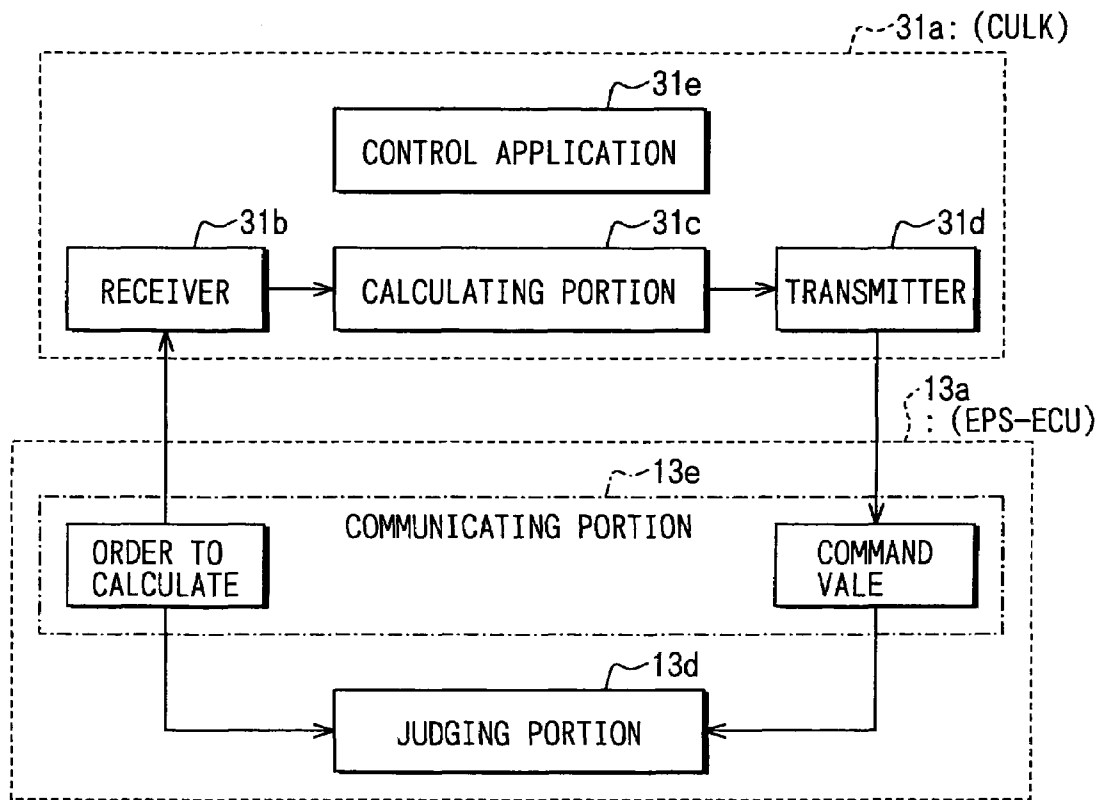 31a: (CULK)
31e
CONTROL APPLICATION
31b
31c
31d
RECEIVER
CALCULATING PORTION
TRANSMITTER
13a
: (EPS-ECU)
13e
COMMUNICATING PORTION
ORDER TO
CALCULATE
COMMAND
VALE
13d
JUDGING PORTION